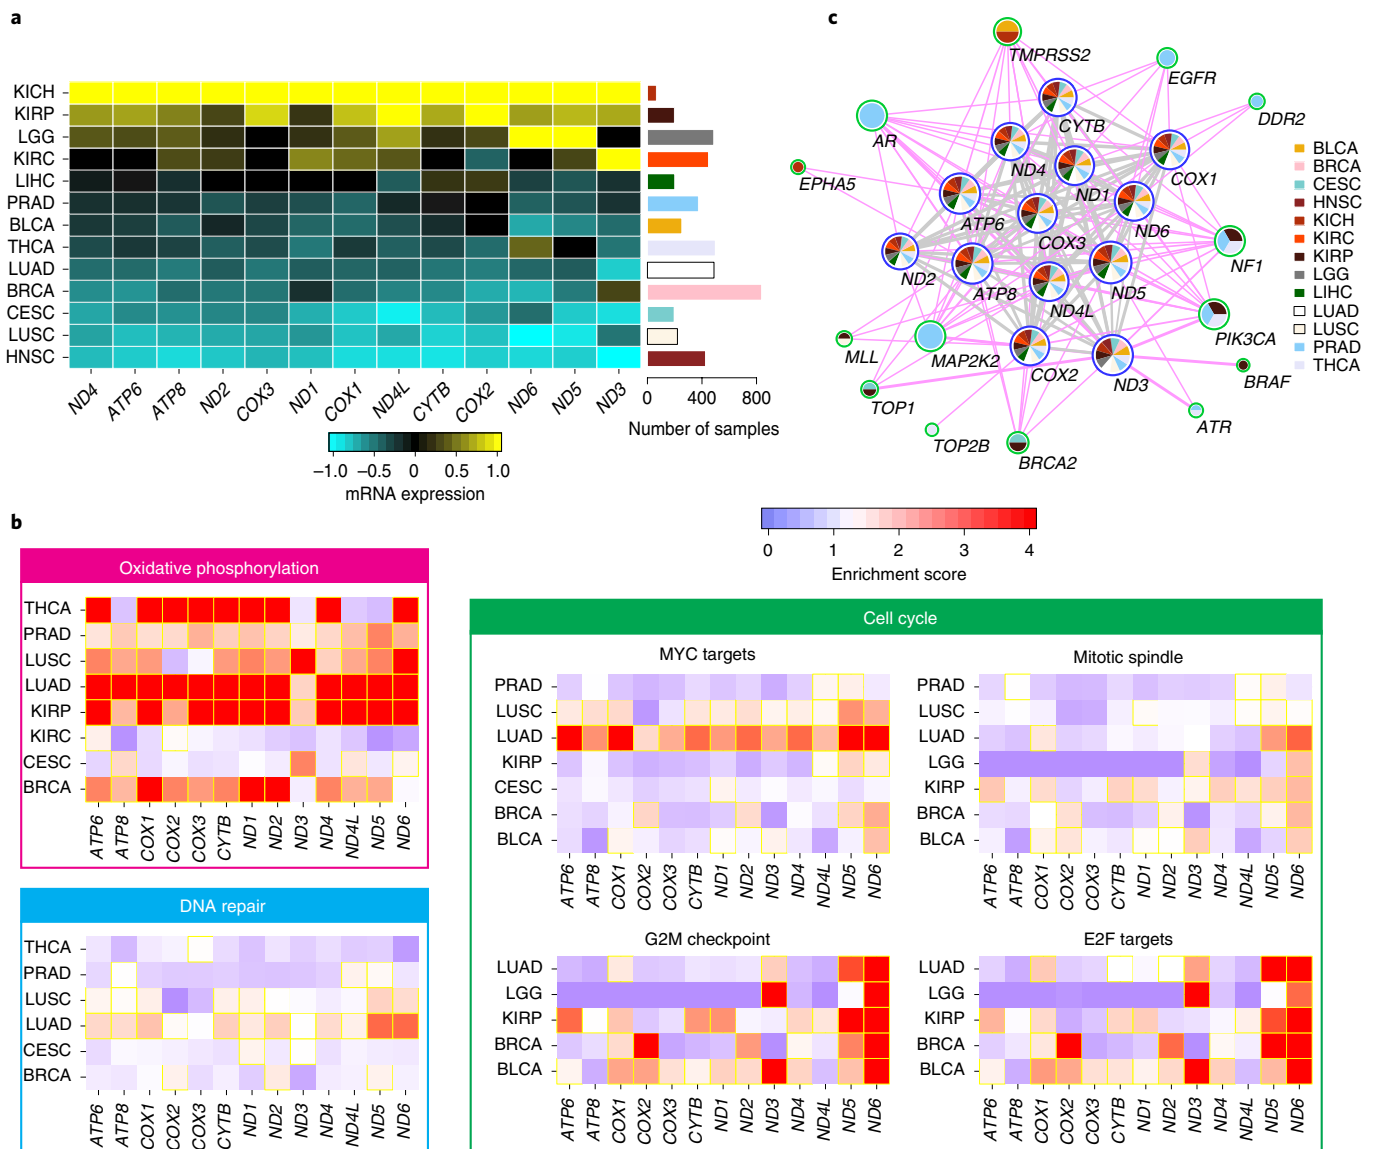 a
KICH
KIRP
LGG
KIRC
LIHC
PRAD
BLCA
THCA
LUAD
BRCA
CESC
LUSC
HNSC
ND4 ATP6 ATP8 ND2 COX3 ND1 COX1 ND4L CYTB COX2 ND6 ND5 ND3
0 400 800
Number of samples
−1.0 −0.5 0 0.5 1.0
mRNA expression
c
TMPRSS2
EGFR
DDR2
AR
CYTB
EPHA5
ND4
ND1
COX1
ATP6
ND6
COX3
NF1
ND2
ATP8
ND5
ND4L
PIK3CA
MLL
MAP2K2
COX2
ND3
BRAF
TOP1
ATR
TOP2B
BRCA2
BLCA
BRCA
CESC
HNSC
KICH
KIRC
KIRP
LGG
LIHC
LUAD
LUSC
PRAD
THCA
b
0 1 2 3 4
Enrichment score
Oxidative phosphorylation
THCA
PRAD
LUSC
LUAD
KIRP
KIRC
CESC
BRCA
ATP6 ATP8 COX1 COX2 COX3 CYTB ND1 ND2 ND3 ND4 ND4L ND5 ND6
DNA repair
THCA
PRAD
LUSC
LUAD
CESC
BRCA
ATP6 ATP8 COX1 COX2 COX3 CYTB ND1 ND2 ND3 ND4 ND4L ND5 ND6
Cell cycle
MYC targets
PRAD
LUSC
LUAD
KIRP
CESC
BRCA
BLCA
ATP6 ATP8 COX1 COX2 COX3 CYTB ND1 ND2 ND3 ND4 ND4L ND5 ND6
Mitotic spindle
PRAD
LUSC
LUAD
LGG
KIRP
BRCA
BLCA
ATP6 ATP8 COX1 COX2 COX3 CYTB ND1 ND2 ND3 ND4 ND4L ND5 ND6
G2M checkpoint
LUAD
LGG
KIRP
BRCA
BLCA
ATP6 ATP8 COX1 COX2 COX3 CYTB ND1 ND2 ND3 ND4 ND4L ND5 ND6
E2F targets
LUAD
LGG
KIRP
BRCA
BLCA
ATP6 ATP8 COX1 COX2 COX3 CYTB ND1 ND2 ND3 ND4 ND4L ND5 ND6